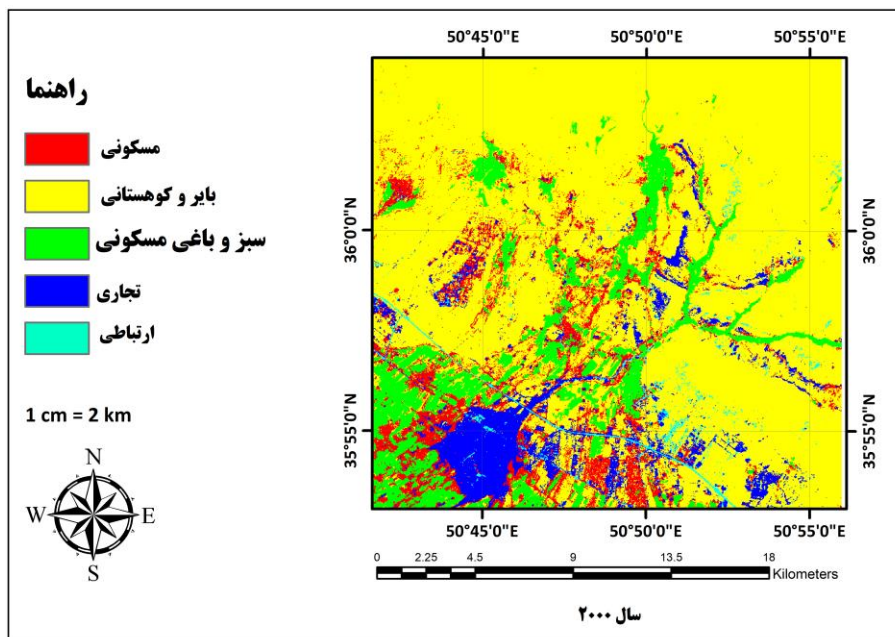 50°45'0"E 50°50'0"E 50°55'0"E
راهنما
مسکونی
بایر و کوهستانی
سبز و باغی مسکونی
تجاری
ارتباطی
36°0'0"N 36°0'0"N
35°55'0"N 35°55'0"N
1 cm = 2 km
N
W E
S
50°45'0"E 50°50'0"E 50°55'0"E
0 2.25 4.5 9 13.5 18
Kilometers
سال ۲۰۰۰